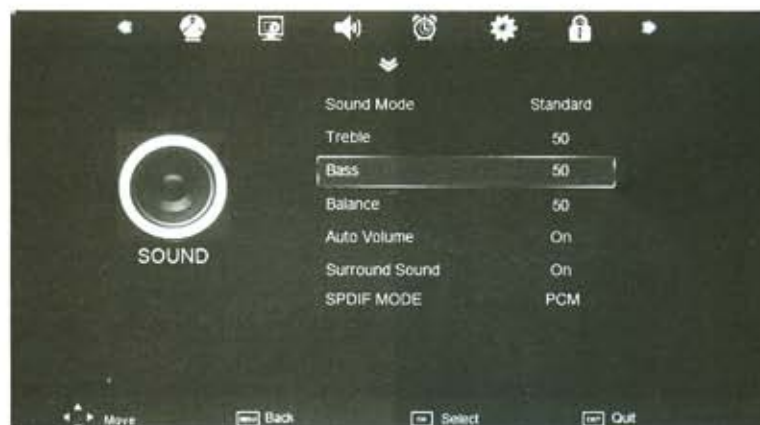 Sound Mode Standard
Treble 50
Bass 50
Balance 50
Auto Volume On
Surround Sound On
SPDIF MODE PCM
SOUND
Move Back Select Quit